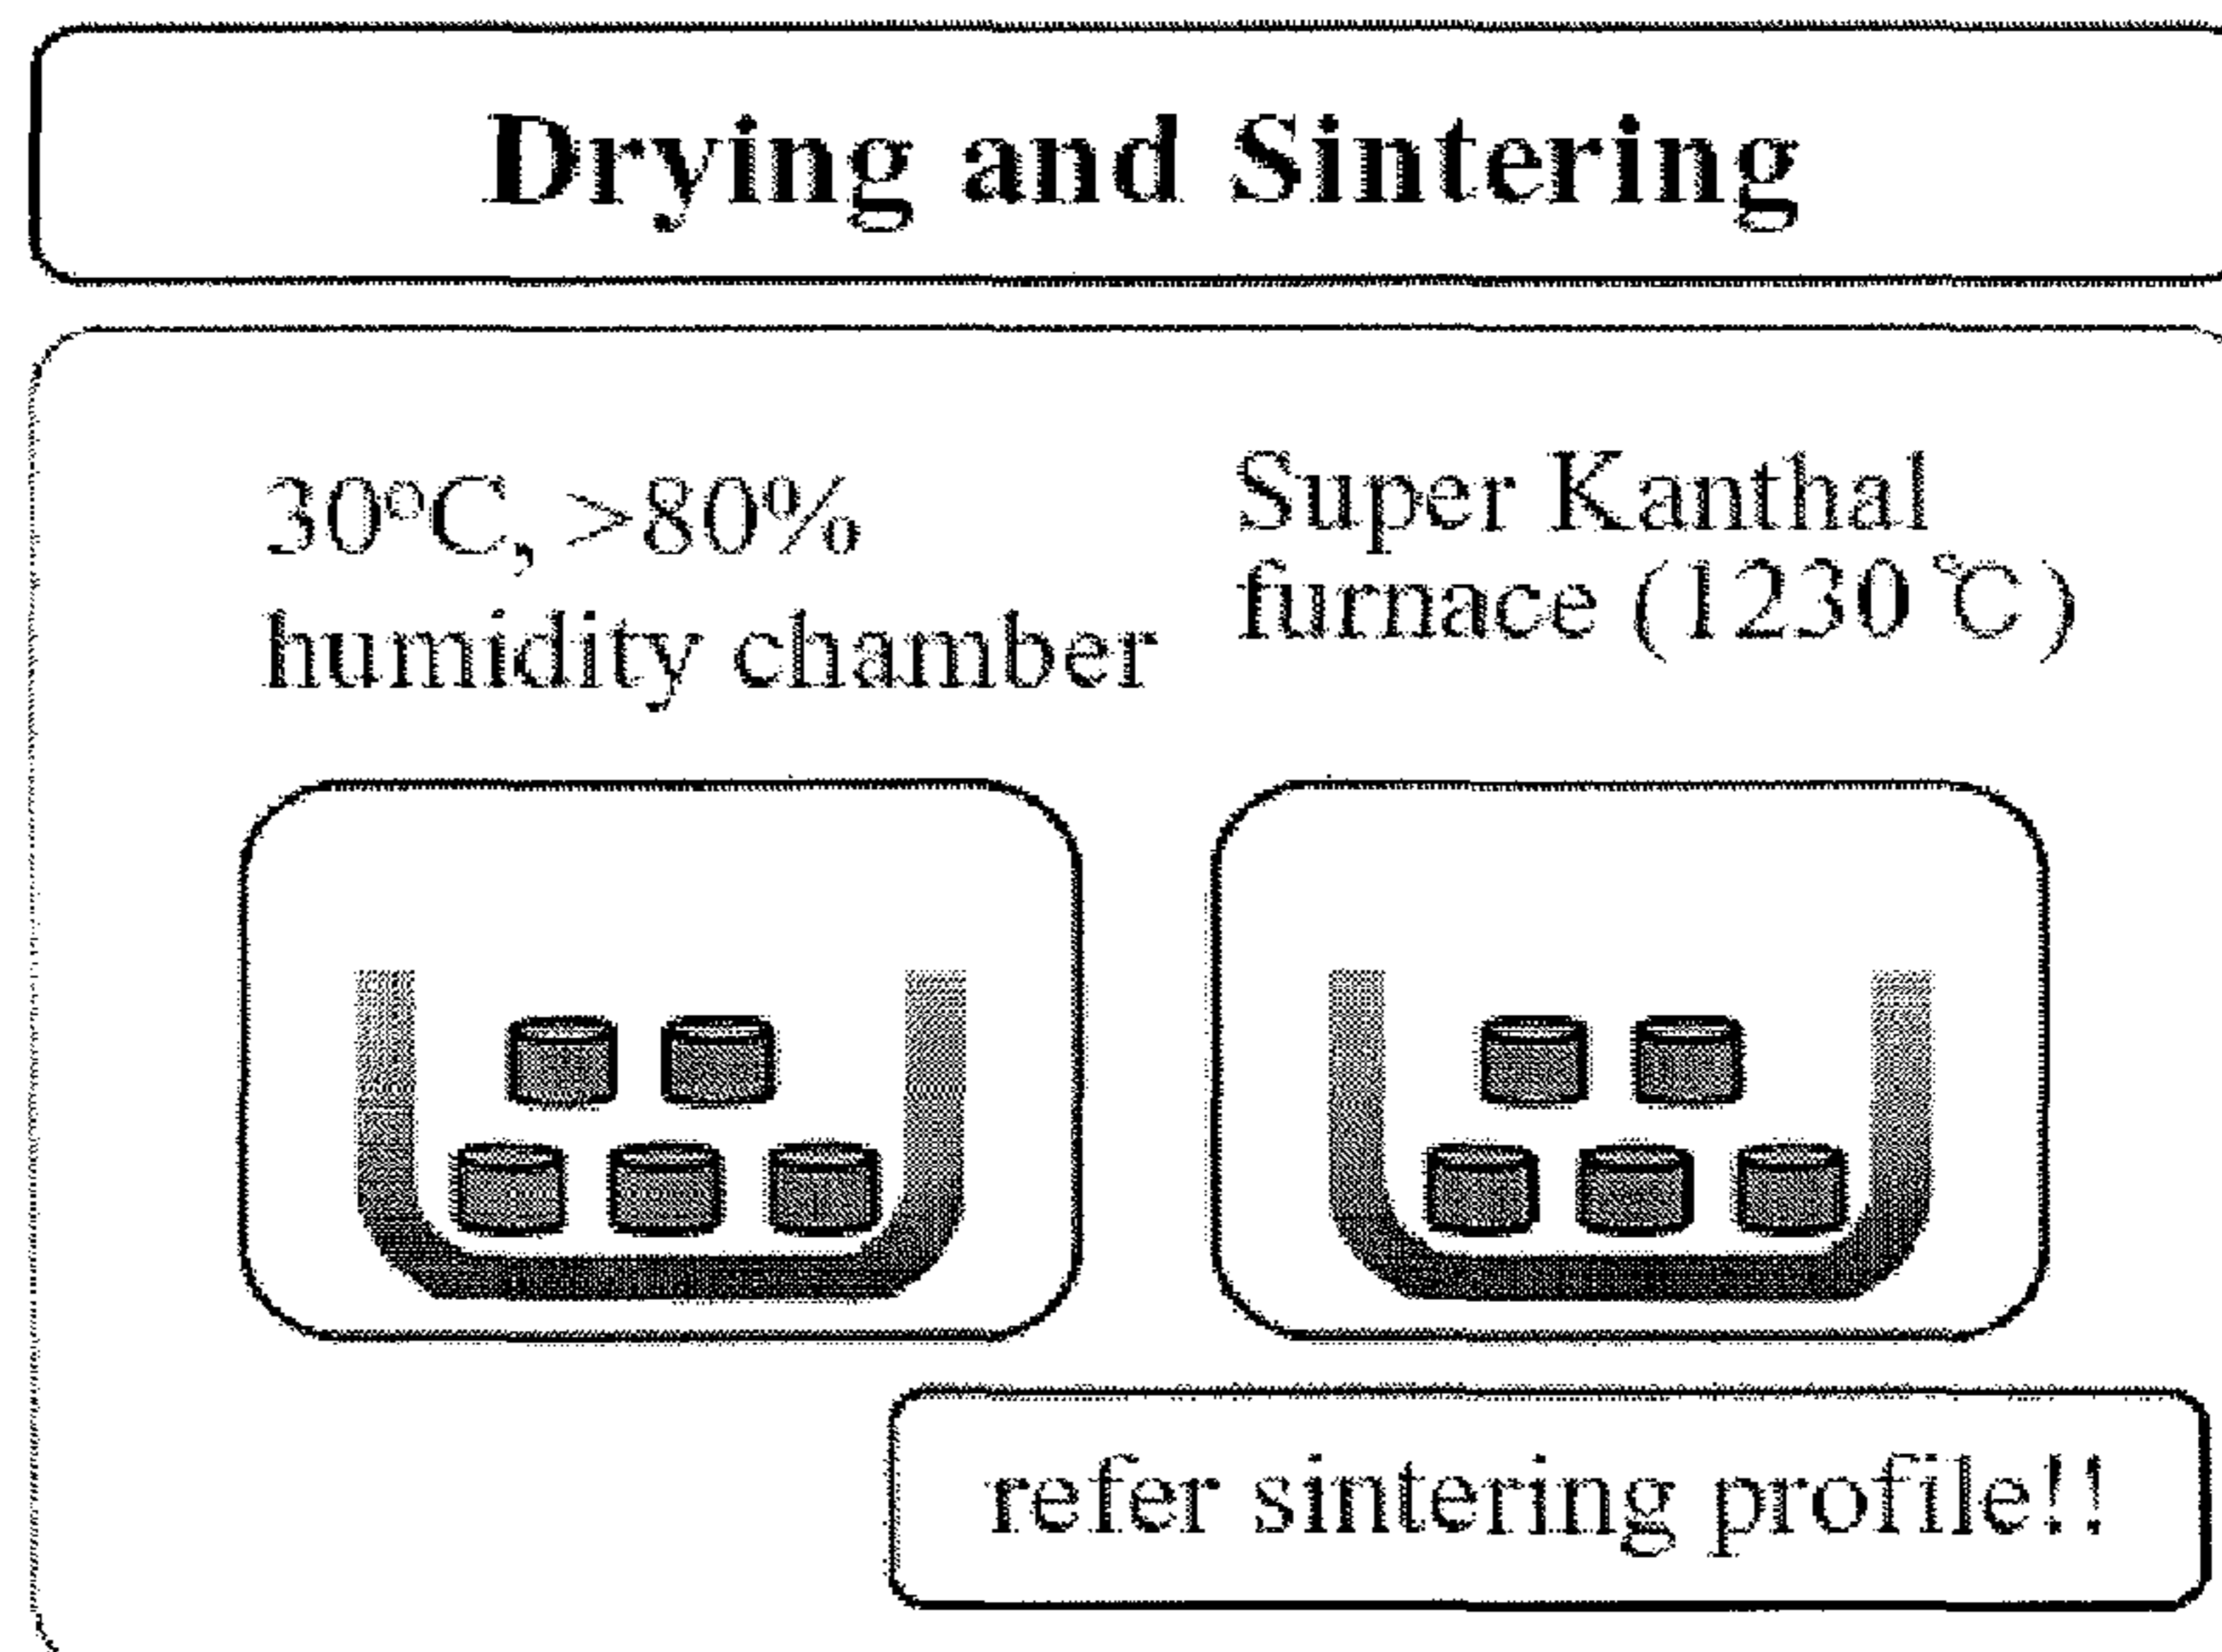 Drying and Sintering
30°C, >80%
humidity chamber
Super Kanthal
furnace (1230℃)
refer sintering profile!!